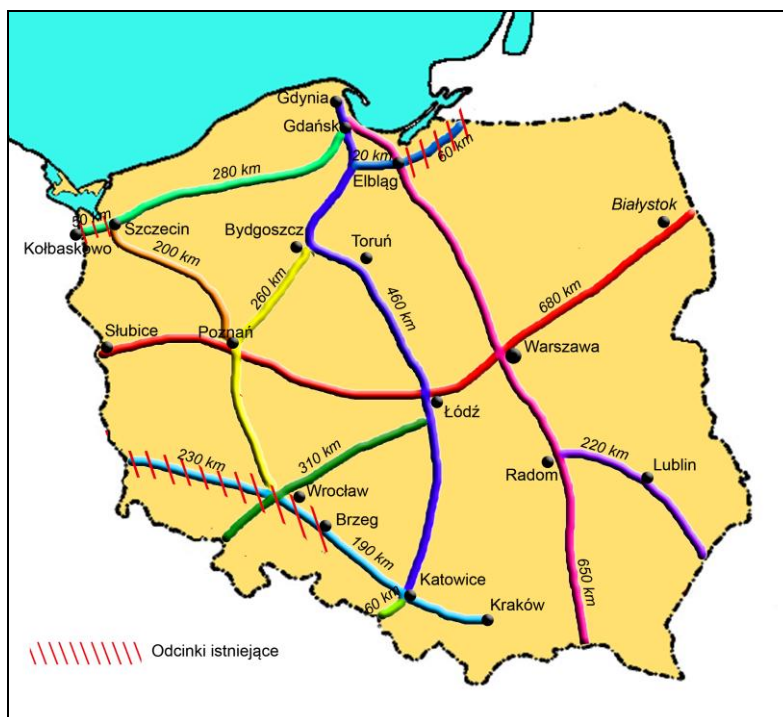 Gdynia
Gdańsk
280 km
20 km
60 km
Elbląg
50 km
Szczecin
Kołbaskowo
Białystok
Bydgoszcz
Toruń
200 km
260 km
460 km
680 km
Słubice
Poznań
Warszawa
Łódź
230 km
310 km
220 km
Radom
Lublin
Wrocław
Brzeg
190 km
650 km
Katowice
60 km
Kraków
Odcinki istniejące